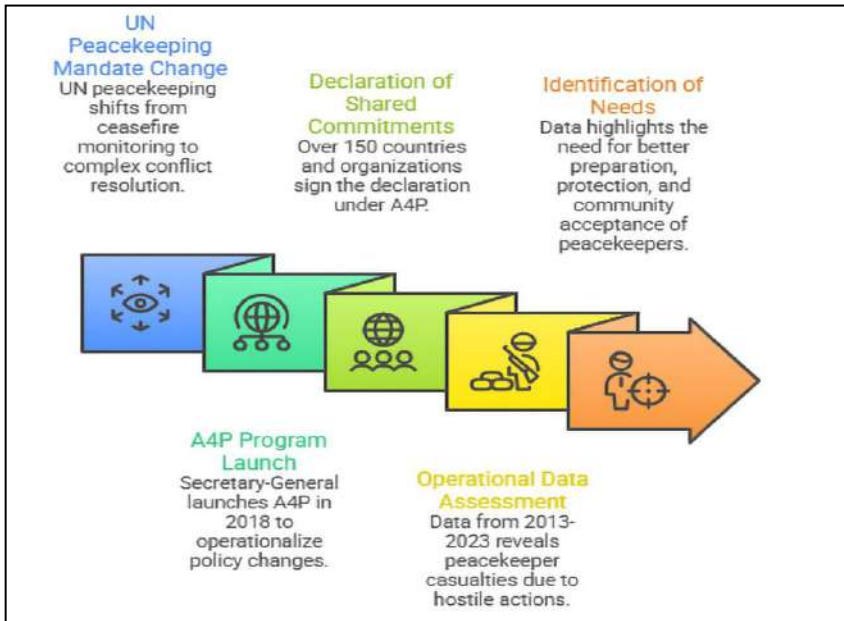 UN
Peacekeeping
Mandate Change
UN peacekeeping
shifts from
ceasefire
monitoring to
complex conflict
resolution.
A4P Program
Launch
Secretary-General
launches A4P in
2018 to
operationalize
policy changes.
Declaration of
Shared
Commitments
Over 150 countries
and organizations
sign the declaration
under A4P.
Operational Data
Assessment
Data from 2013-
2023 reveals
peacekeeper
casualties due to
hostile actions.
Identification of
Needs
Data highlights the
need for better
preparation,
protection, and
community
acceptance of
peacekeepers.